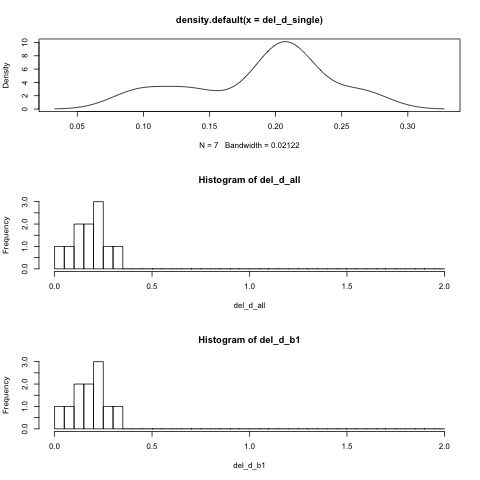 density.default(x = del_d_single)
Density
0 2 4 6 8 10
0.05 0.10 0.15 0.20 0.25 0.30
N = 7 Bandwidth = 0.02122
Histogram of del_d_all
Frequency
0.0 1.0 2.0 3.0
0.0 0.5 1.0 1.5 2.0
del_d_all
Histogram of del_d_b1
Frequency
0.0 1.0 2.0 3.0
0.0 0.5 1.0 1.5 2.0
del_d_b1